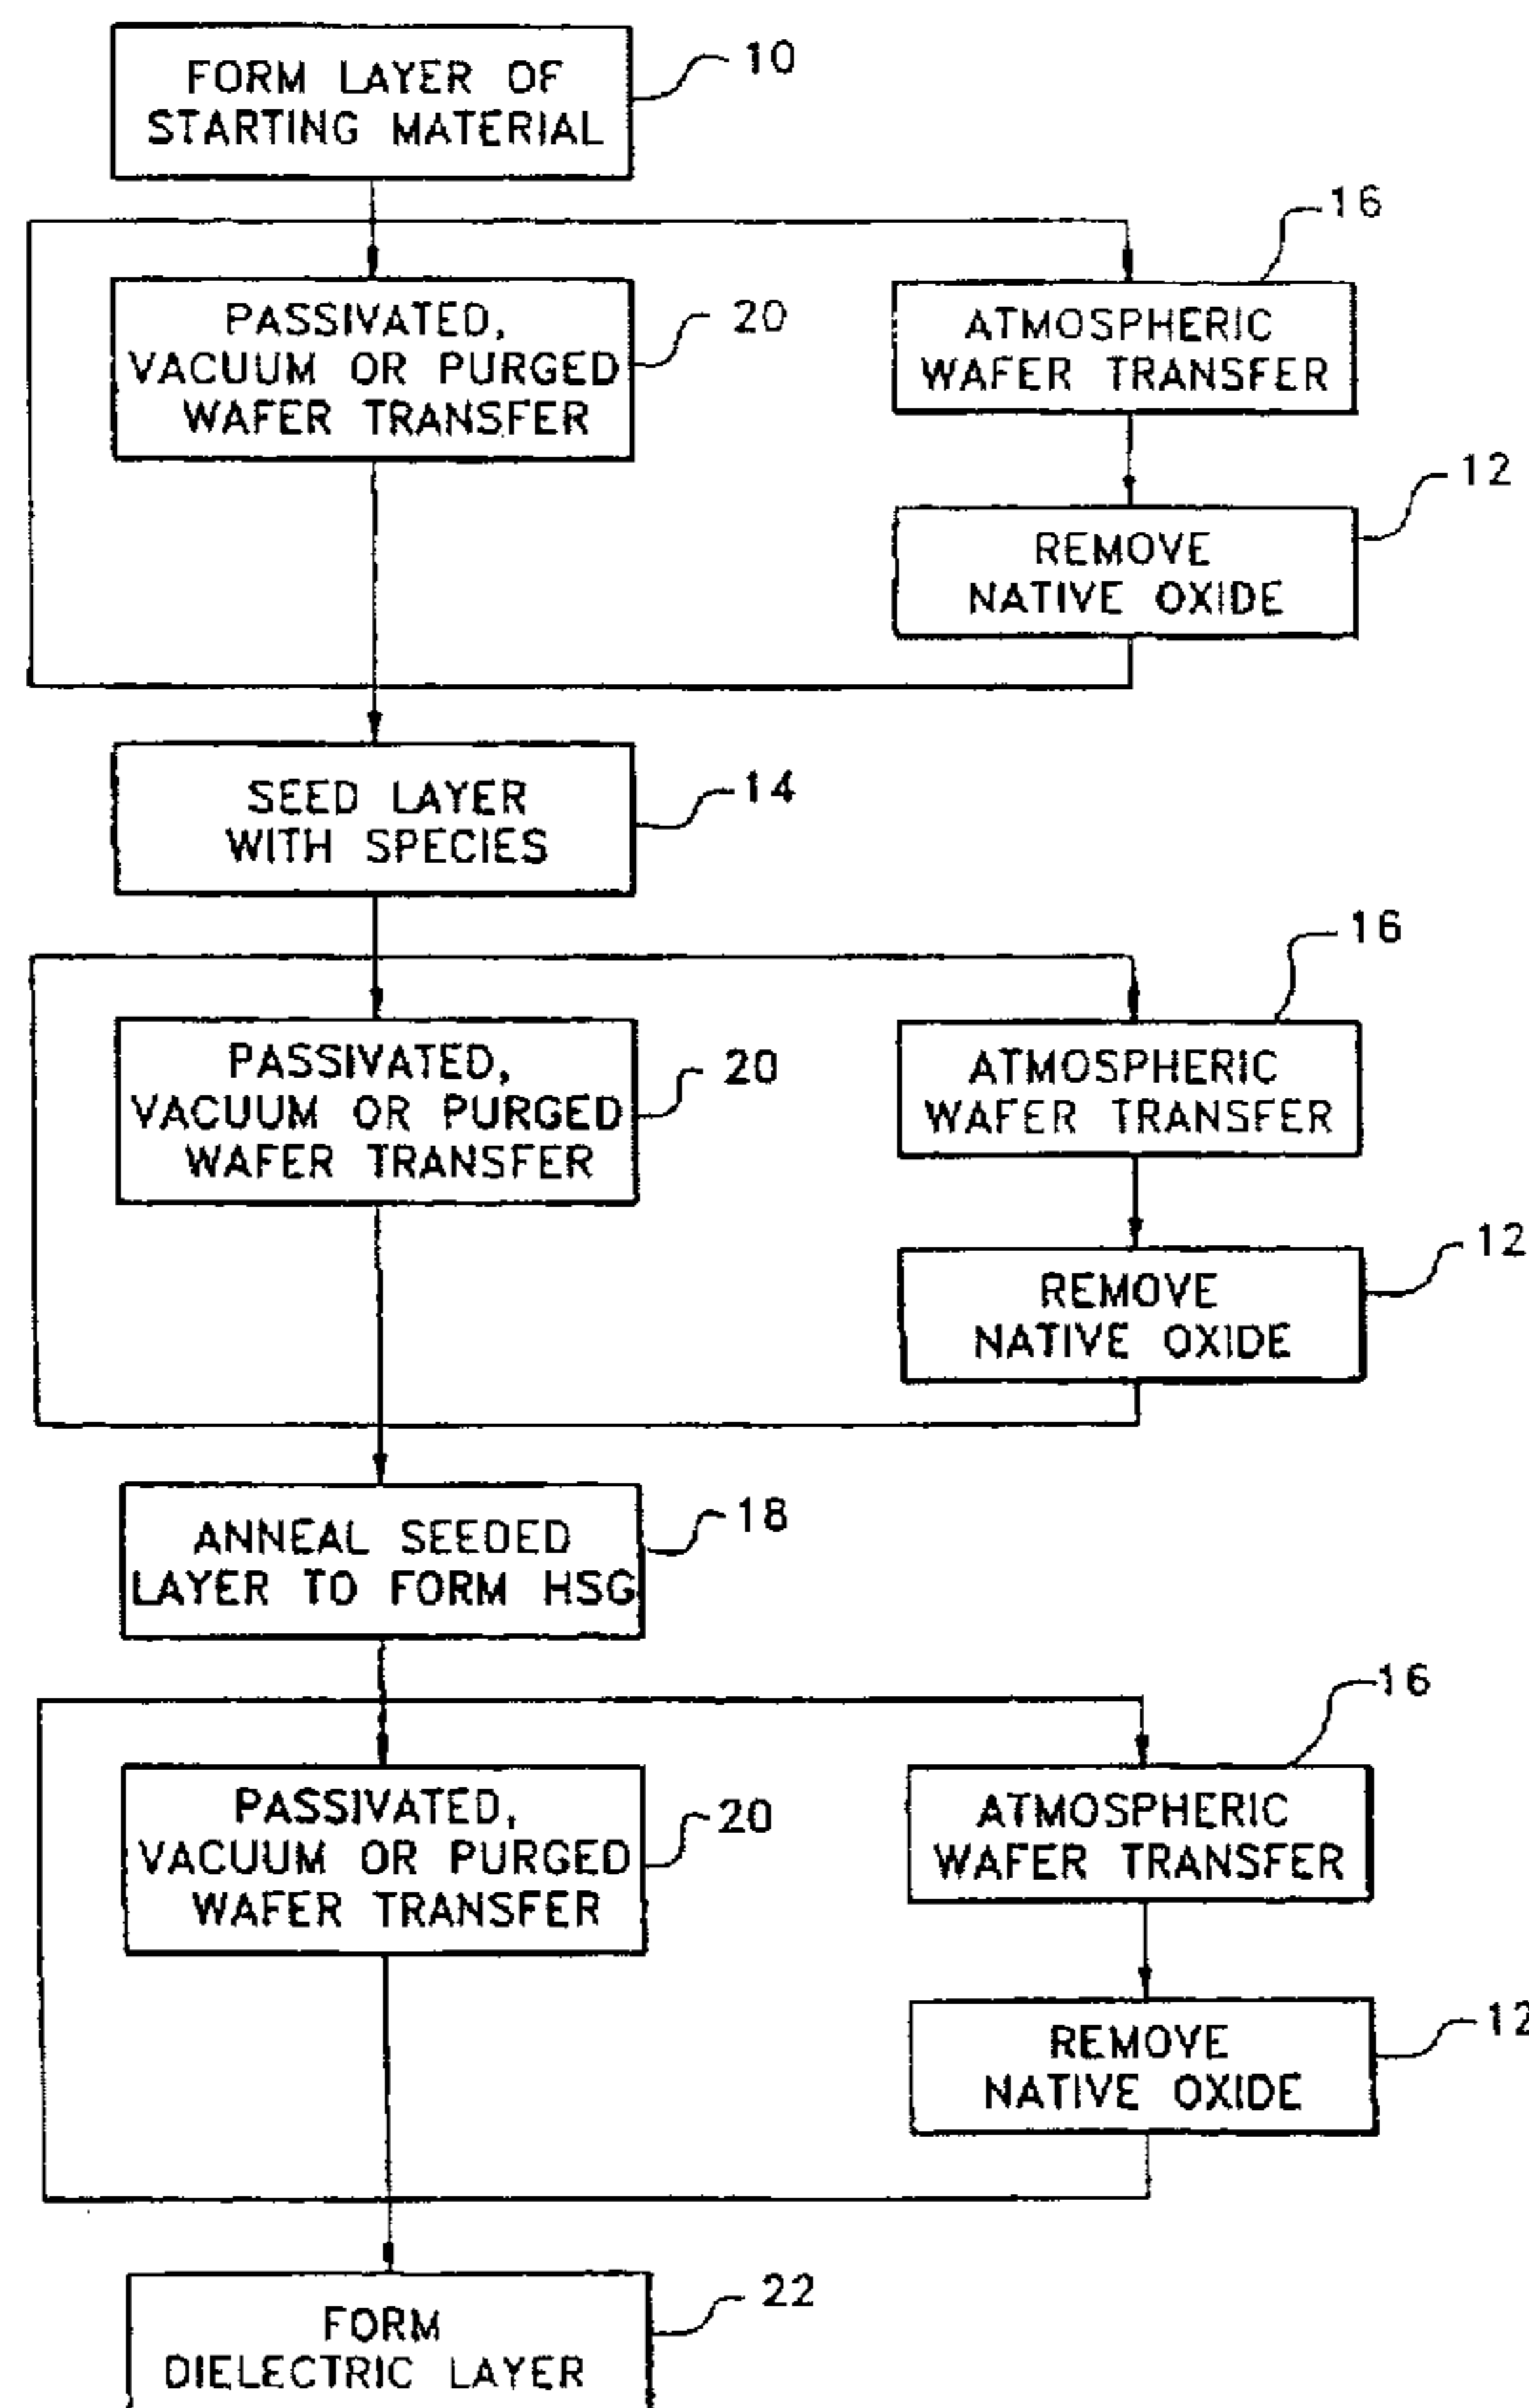 FORM LAYER OF
STARTING MATERIAL
10
PASSIVATED,
VACUUM OR PURGED
WAFER TRANSFER
20
16
ATMOSPHERIC
WAFER TRANSFER
12
REMOVE
NATIVE OXIDE
SEED LAYER
WITH SPECIES
14
PASSIVATED,
VACUUM OR PURGED
WAFER TRANSFER
20
16
ATMOSPHERIC
WAFER TRANSFER
12
REMOVE
NATIVE OXIDE
ANNEAL SEEDED
LAYER TO FORM HSG
18
PASSIVATED,
VACUUM OR PURGED
WAFER TRANSFER
20
16
ATMOSPHERIC
WAFER TRANSFER
12
REMOVE
NATIVE OXIDE
FORM
DIELECTRIC LAYER
22